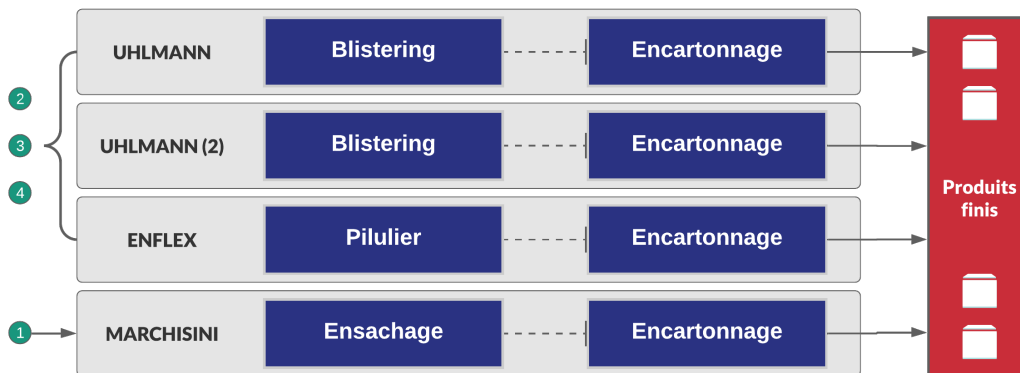 UHLMANN
Blistering
Encartonnage
2
3
UHLMANN (2)
Blistering
Encartonnage
4
Produits
finis
ENFLEX
Pilulier
Encartonnage
1
MARCHISINI
Ensachage
Encartonnage